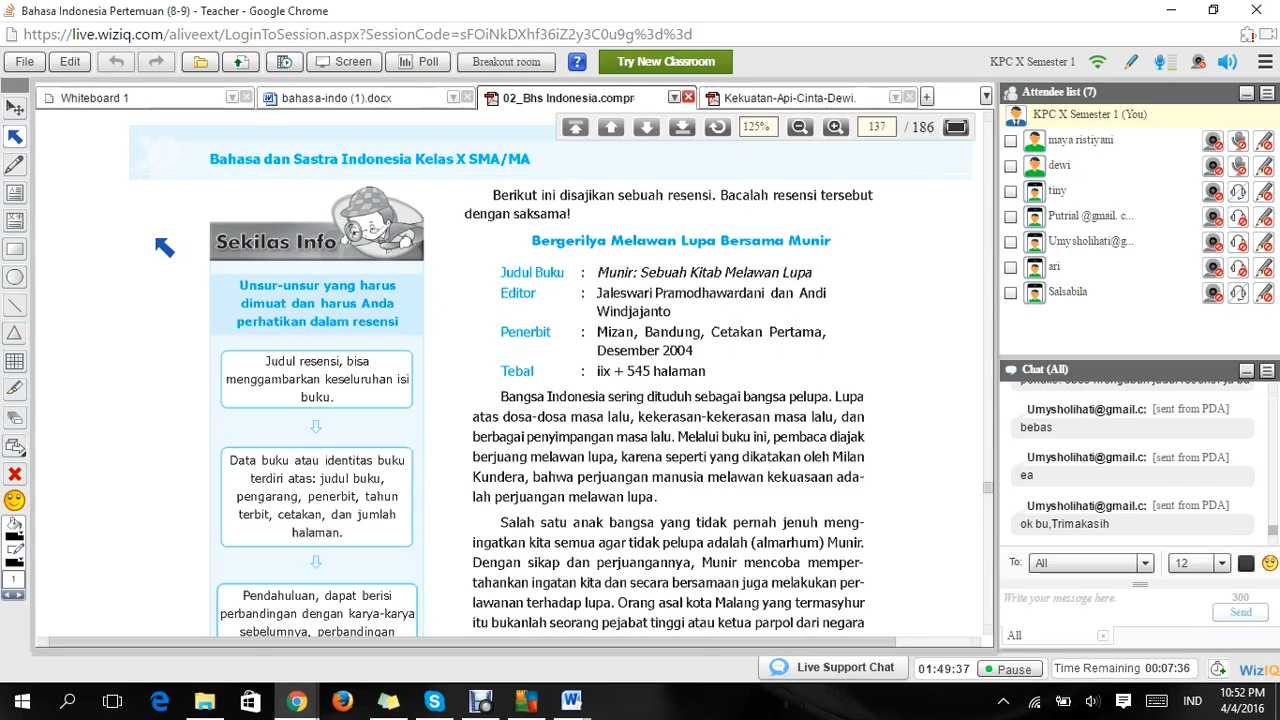 Bahasa Indonesia Pertemuan (8-9) - Teacher - Google Chrome
https://live.wiziq.com/aliveext/LoginToSession.aspx?SessionCode=sFOiNkDXhf36iZ2y3C0u9g%3d%3d
File Edit Screen Poll Breakout room ? Try New Classroom KPC X Semester 1
Whiteboard 1 bahasa-indo (1).docx 02_Bhs Indonesia.compre Kekuatan-Api-Cinta-Dewi.
125% 137 / 186
Bahasa dan Sastra Indonesia Kelas X SMA/MA
Sekilas Info
Unsur-unsur yang harus
dimuat dan harus Anda
perhatikan dalam resensi
Judul resensi, bisa
menggambarkan keseluruhan isi
buku.
Data buku atau identitas buku
terdiri atas: judul buku,
pengarang, penerbit, tahun
terbit, cetakan, dan jumlah
halaman.
Pendahuluan, dapat berisi
perbandingan dengan karya-karya
sebelumnya, perbandingan
Berikut ini disajikan sebuah resensi. Bacalah resensi tersebut
dengan saksama!
Bergerilya Melawan Lupa Bersama Munir
Judul Buku : Munir: Sebuah Kitab Melawan Lupa
Editor : Jaleswari Pramodhawardani dan Andi
Windjajanto
Penerbit : Mizan, Bandung, Cetakan Pertama,
Desember 2004
Tebal : iix + 545 halaman
Bangsa Indonesia sering dituduh sebagai bangsa pelupa. Lupa
atas dosa-dosa masa lalu, kekerasan-kekerasan masa lalu, dan
berbagai penyimpangan masa lalu. Melalui buku ini, pembaca diajak
berjuang melawan lupa, karena seperti yang dikatakan oleh Milan
Kundera, bahwa perjuangan manusia melawan kekuasaan ada-
lah perjuangan melawan lupa.
Salah satu anak bangsa yang tidak pernah jenuh meng-
ingatkan kita semua agar tidak pelupa adalah (almarhum) Munir.
Dengan sikap dan perjuangannya, Munir mencoba memper-
tahankan ingatan kita dan secara bersamaan juga melakukan per-
lawanan terhadap lupa. Orang asal kota Malang yang termasyhur
itu bukanlah seorang pejabat tinggi atau ketua parpol dari negara
Attendee list (7)
KPC X Semester 1 (You)
maya ristiyani
dewi
tiny
Putrial @gmail. c...
Umysholihati@g...
ari
Salsabila
Chat (All)
Umysholihati@gmail.c: [sent from PDA]
bebas
Umysholihati@gmail.c: [sent from PDA]
ea
Umysholihati@gmail.c: [sent from PDA]
ok bu,Trimakasih
To: All 12
Write your message here. 300
Send
All
1
Live Support Chat 01:49:37 Pause Time Remaining 00:07:36 WizIQ
IND 10:52 PM
4/4/2016